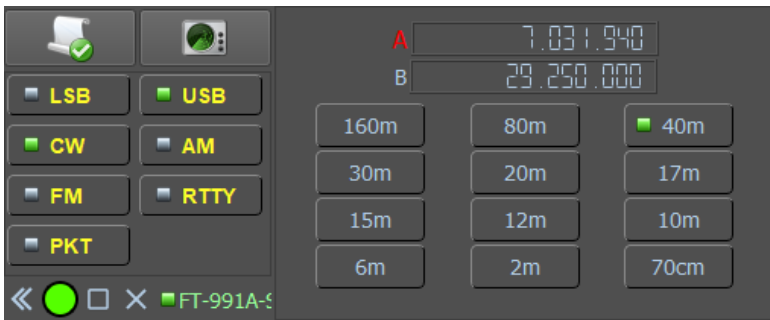 A 7.031.940
B 29.250.000
LSB USB
CW AM
FM RTTY
PKT
160m 80m 40m
30m 20m 17m
15m 12m 10m
6m 2m 70cm
FT-991A-